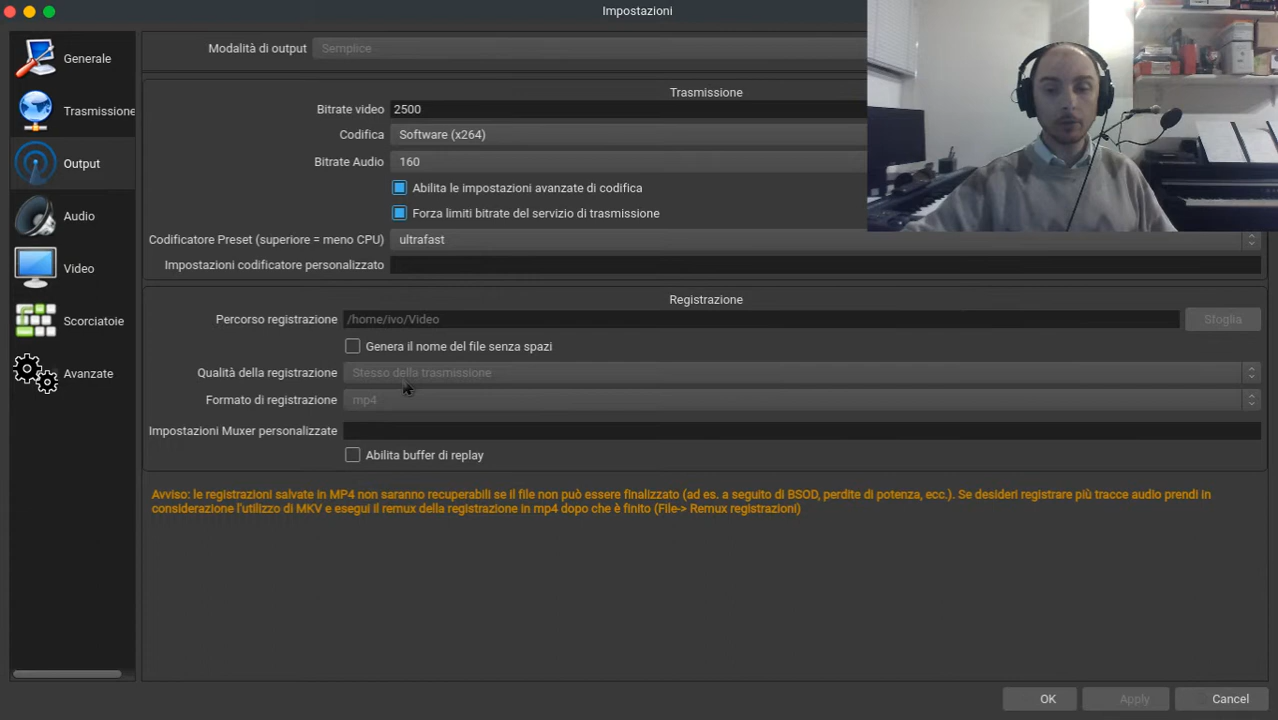 Impostazioni
Generale
Trasmissione
Output
Audio
Video
Scorciatoie
Avanzate
Modalità di output Semplice
Trasmissione
Bitrate video 2500
Codifica Software (x264)
Bitrate Audio 160
Abilita le impostazioni avanzate di codifica
Forza limiti bitrate del servizio di trasmissione
Codificatore Preset (superiore = meno CPU) ultrafast
Impostazioni codificatore personalizzato
Registrazione
Percorso registrazione /home/ivo/Video Sfoglia
Genera il nome del file senza spazi
Qualità della registrazione Stesso della trasmissione
Formato di registrazione mp4
Impostazioni Muxer personalizzate
Abilita buffer di replay
Avviso: le registrazioni salvate in MP4 non saranno recuperabili se il file non può essere finalizzato (ad es. a seguito di BSOD, perdite di potenza, ecc.). Se desideri registrare più tracce audio prendi in
considerazione l'utilizzo di MKV e esegui il remux della registrazione in mp4 dopo che è finito (File-> Remux registrazioni)
OK Apply Cancel